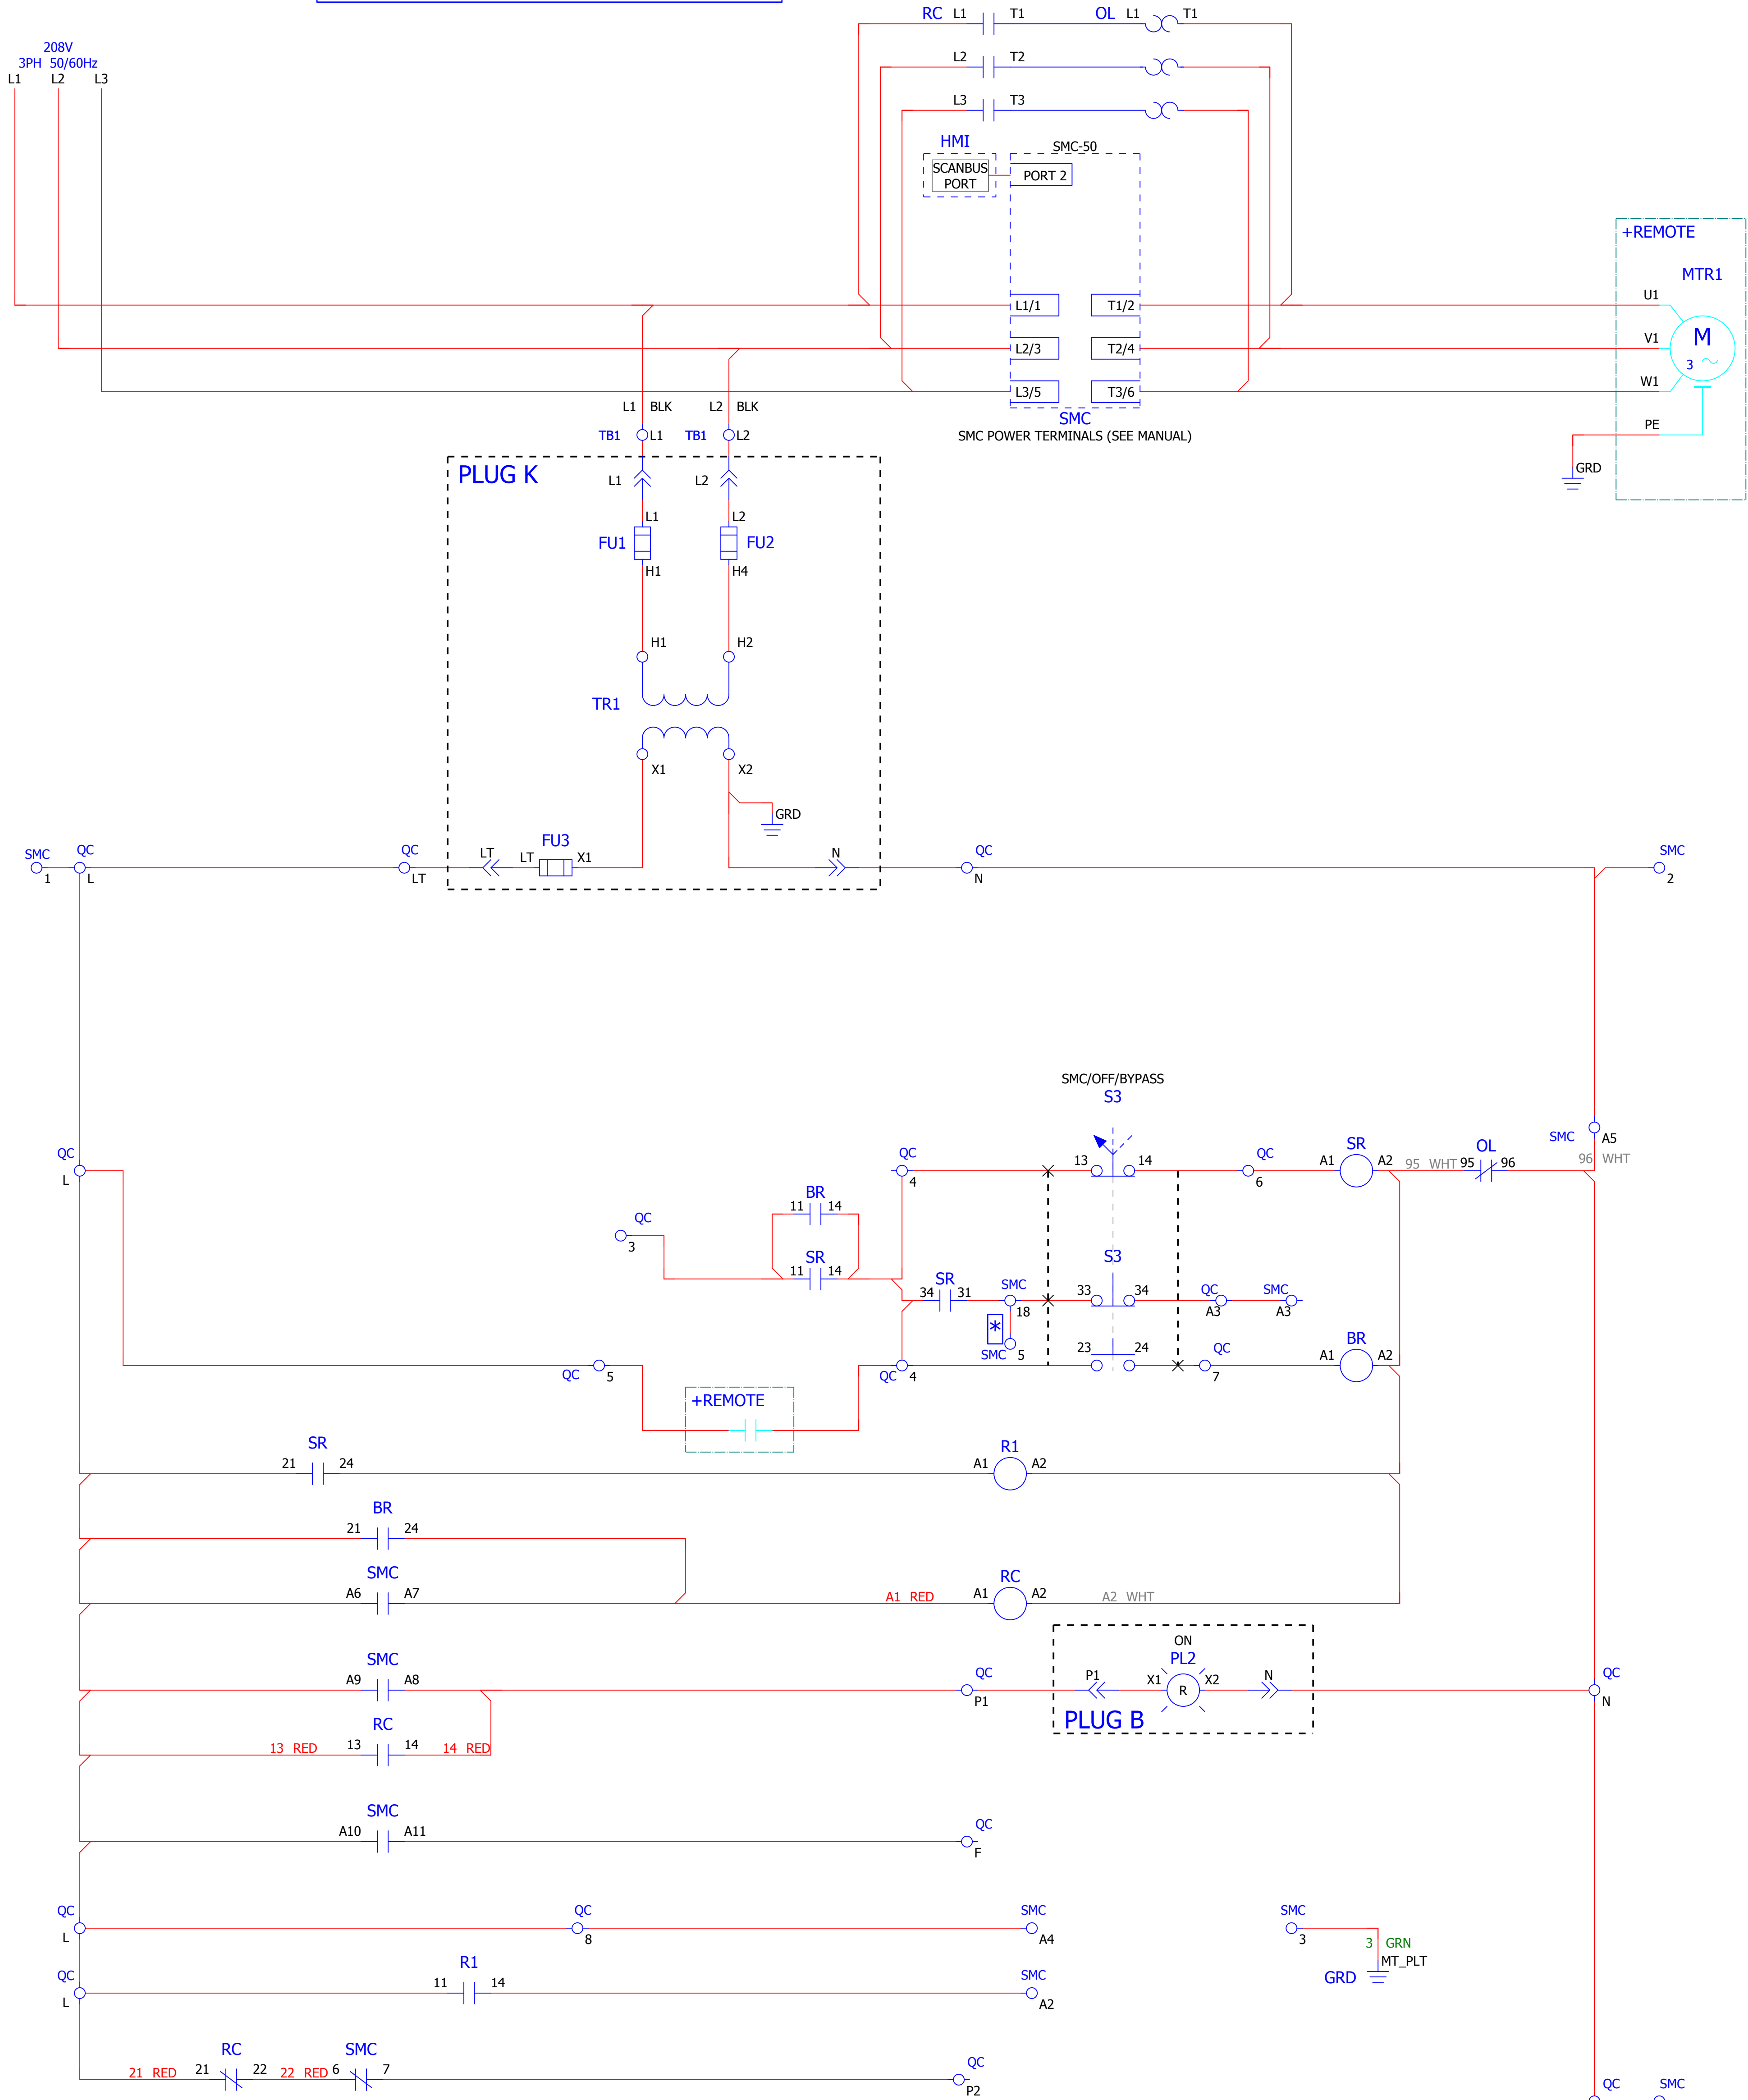 RC L1 T1 OL L1 T1
208V
3PH 50/60Hz
L1 L2 L3
L2 T2
L3 T3
HMI
SMC-50
SCANBUS
PORT
PORT 2
+REMOTE
MTR1
L1/1 T1/2 U1
L2/3 T2/4 V1
M
3
L3/5 T3/6 W1
L1 BLK L2 BLK
SMC
SMC POWER TERMINALS (SEE MANUAL)
TB1 L1 TB1 L2
PE
GRD
PLUG K
L1 L2
L1 L2
FU1 FU2
H1 H4
H1 H2
TR1
X1 X2
GRD
SMC QC QC FU3 QC SMC
LT LT X1 N
1 L LT N 2
SMC/OFF/BYPASS
S3
SMC A5
QC QC 13 14 QC SR OL
A1 A2 95 WHT 95 96 96 WHT
L 4 6
BR
11 14
QC
3
SR
11 14
S3
SR SMC
34 31 33 34 QC SMC
18 A3 A3
*
SMC 5
23 24 QC BR
A1 A2
QC 5 QC 4 7
+REMOTE
SR R1
21 24 A1 A2
BR
21 24
SMC RC
A6 A7 A1 RED A1 A2 A2 WHT
ON
SMC QC PL2 QC
A9 A8 P1 X1 R X2 N
P1 N
PLUG B
RC
13 RED 13 14 14 RED
SMC
A10 A11 QC
F
QC QC SMC SMC
L 8 A4 3
3 GRN
MT_PLT
GRD
QC R1 SMC
11 14
L A2
RC SMC QC
21 RED 21 22 22 RED 6 7
P2
QC SMC